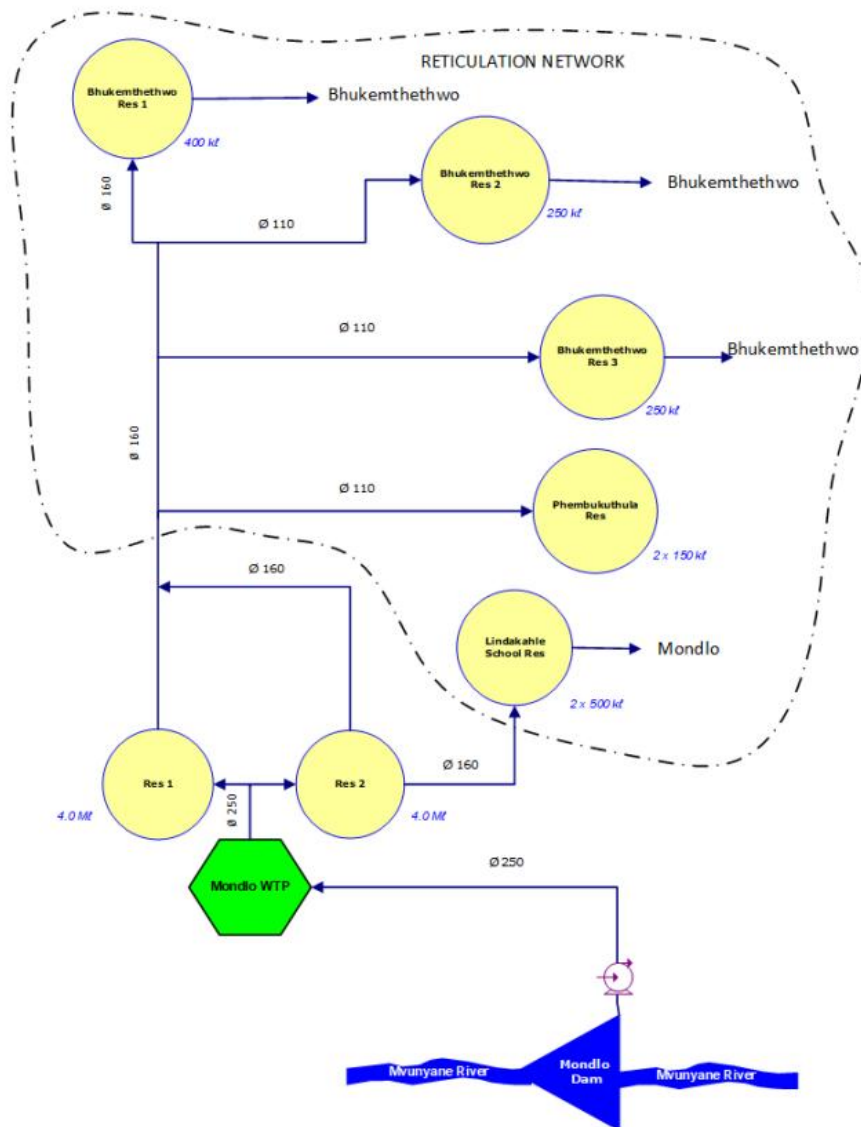 RETICULATION NETWORK
Bhukemthethwo
Res 1
Bhukemthethwo
400 kℓ
Bhukemthethwo
Res 2
Bhukemthethwo
250 kℓ
Ø 160
Ø 110
Ø 110
Bhukemthethwo
Res 3
Bhukemthethwo
250 kℓ
Ø 160
Ø 110
Phembukuthula
Res
2 x 150 kℓ
Ø 160
Lindakahle
School Res
Mondlo
2 x 500 kℓ
Ø 160
Res 1
Res 2
4.0 Mℓ
4.0 Mℓ
Ø 250
Mondlo WTP
Ø 250
Mvunyane River
Mondlo
Dam
Mvunyane River